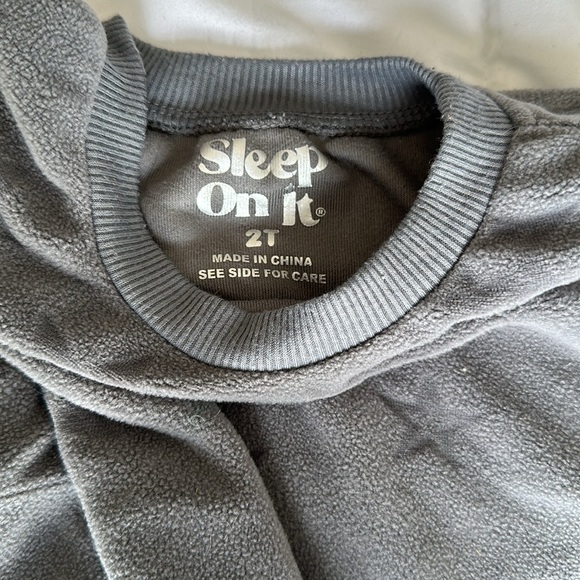 Sleep
On It®
2T
MADE IN CHINA
SEE SIDE FOR CARE